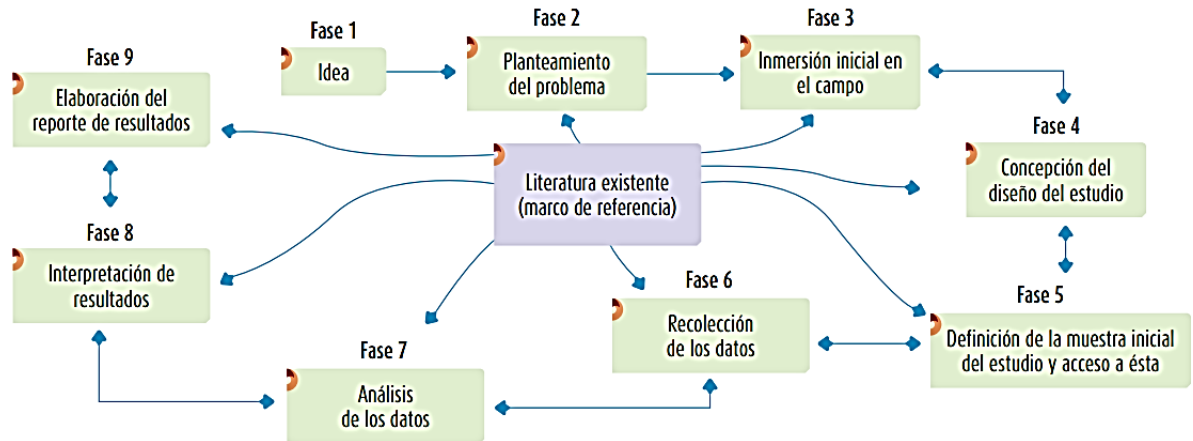 Fase 1
Idea
Fase 2
Planteamiento
del problema
Fase 3
Inmersión inicial en
el campo
Fase 4
Concepción del
diseño del estudio
Literatura existente
(marco de referencia)
Fase 5
Definición de la muestra inicial
del estudio y acceso a ésta
Fase 6
Recolección
de los datos
Fase 7
Análisis
de los datos
Fase 8
Interpretación de
resultados
Fase 9
Elaboración del
reporte de resultados